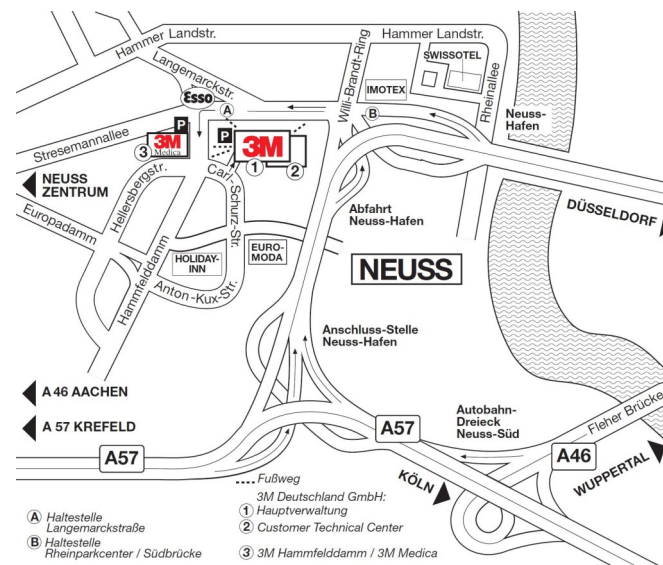 Hammer Landstr.
Hammer Landstr.
SWISSOTEL
Langemarckstr.
Willi-Brandt-Ring
IMOTEX
Rheinallee
Esso
A
B
Neuss-
Hafen
P
P
3M
Medica
3
3M
1
2
Stresemannallee
NEUSS
ZENTRUM
Hellersbergstr.
Carl-Schurz-Str.
Europadamm
Abfahrt
Neuss-Hafen
DÜSSELDORF
HOLIDAY-
INN
EURO-
MODA
NEUSS
Hammfelddamm
Anton-Kux-Str.
Anschluss-Stelle
Neuss-Hafen
A 46 AACHEN
A 57 KREFELD
A57
A57
Autobahn-
Dreieck
Neuss-Süd
Fleher Brücke
A46
KÖLN
WUPPERTAL
Fußweg
3M Deutschland GmbH:
1 Hauptverwaltung
2 Customer Technical Center
3 3M Hammfelddamm / 3M Medica
A Haltestelle
Langemarckstraße
B Haltestelle
Rheinparkcenter / Südbrücke